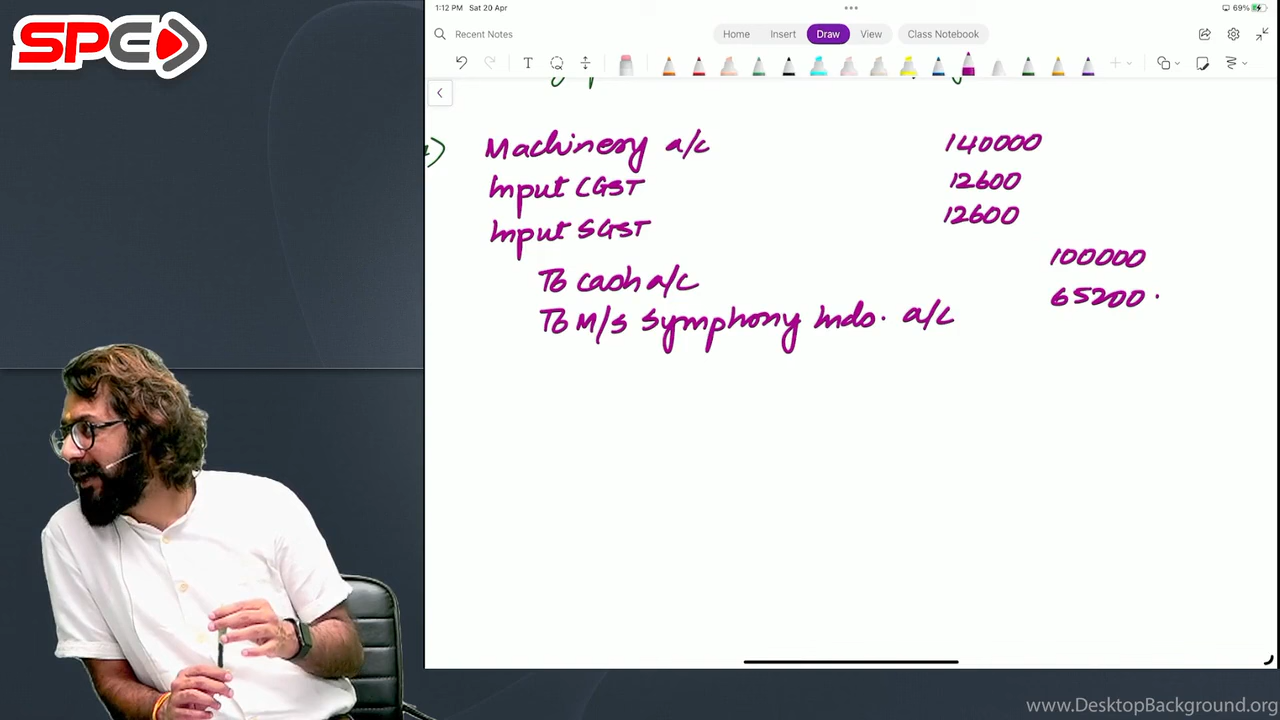 SPED
1:12 PM Sat 20 Apr
69%
Recent Notes
Home Insert Draw View Class Notebook
T
Machinery a/c 140000
Input CGST 12600
Input SGST 12600
To cash a/c 100000
To M/s Symphony Indo. a/c 65200
www.DesktopBackground.org